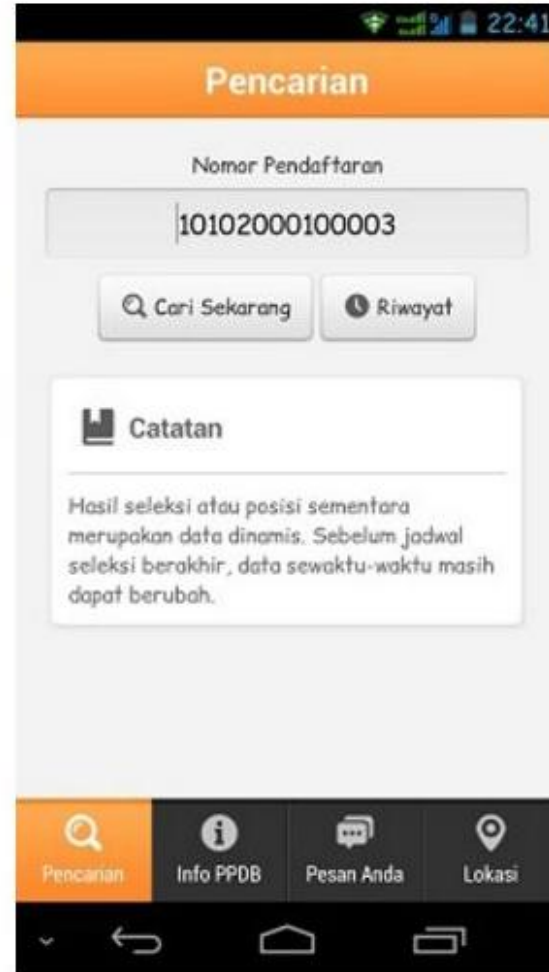 22:41
Pencarian
Nomor Pendaftaran
10102000100003
Cari Sekarang
Riwayat
Catatan
Hasil seleksi atau posisi sementara
merupakan data dinamis. Sebelum jadwal
seleksi berakhir, data sewaktu-waktu masih
dapat berubah.
Pencarian
Info PPDB
Pesan Anda
Lokasi